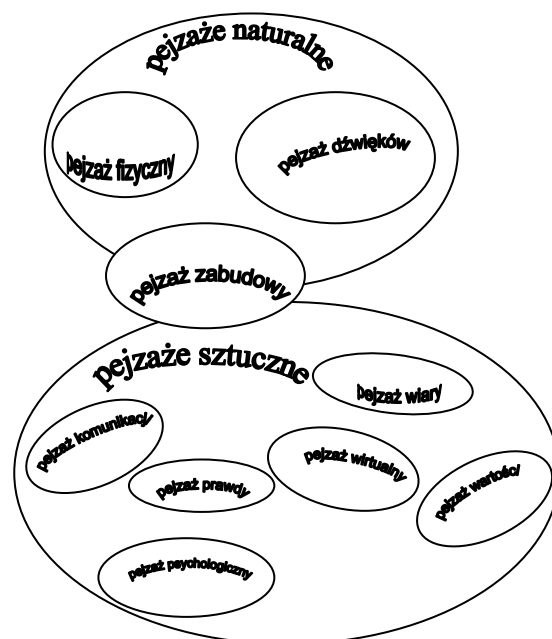 pejzaże naturalne
pejzaż fizyczny
pejzaż dźwięków
pejzaż zabudowy
pejzaże sztuczne
pejzaż wiary
pejzaż komunikacji
pejzaż wirtualny
pejzaż prawdy
pejzaż wartości
pejzaż psychologiczny